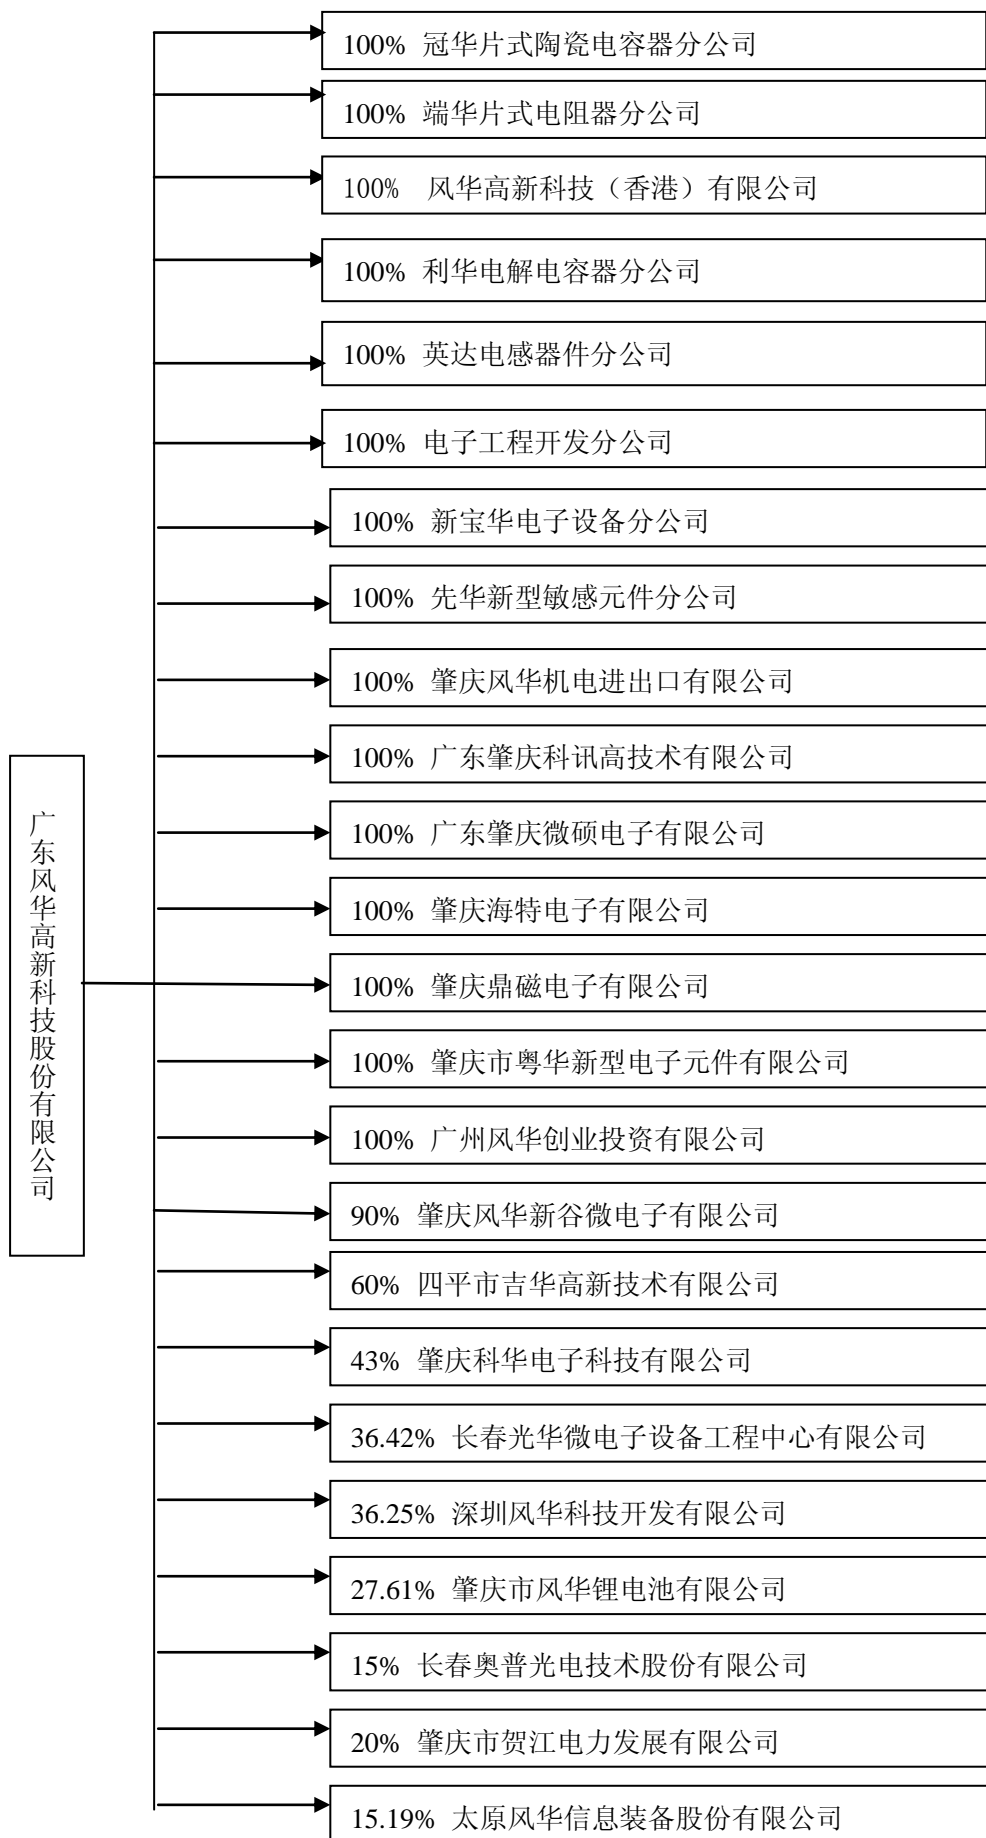 100% 冠华片式陶瓷电容器分公司
100% 端华片式电阻器分公司
100% 风华高新科技（香港）有限公司
100% 利华电解电容器分公司
100% 英达电感器件分公司
100% 电子工程开发分公司
100% 新宝华电子设备分公司
100% 先华新型敏感元件分公司
100% 肇庆风华机电进出口有限公司
100% 广东肇庆科讯高技术有限公司
100% 广东肇庆微硕电子有限公司
100% 肇庆海特电子有限公司
100% 肇庆鼎磁电子有限公司
100% 肇庆市粤华新型电子元件有限公司
100% 广州风华创业投资有限公司
90% 肇庆风华新谷微电子有限公司
60% 四平市吉华高新技术有限公司
43% 肇庆科华电子科技有限公司
36.42% 长春光华微电子设备工程中心有限公司
36.25% 深圳风华科技开发有限公司
27.61% 肇庆市风华锂电池有限公司
15% 长春奥普光电技术股份有限公司
20% 肇庆市贺江电力发展有限公司
15.19% 太原风华信息装备股份有限公司
广东风华高新科技股份有限公司